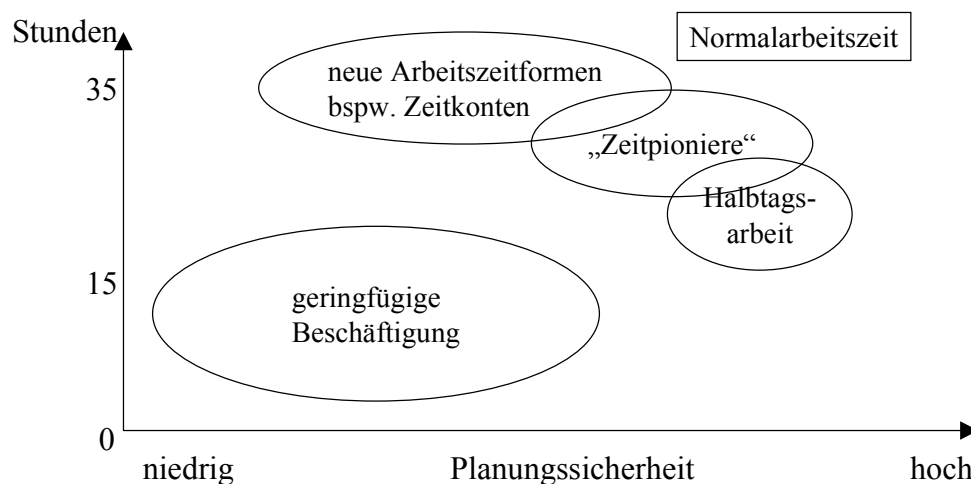 Stunden
Normalarbeitszeit
35
neue Arbeitszeitformen
bspw. Zeitkonten
„Zeitpioniere“
Halbtags-
arbeit
15
geringfügige
Beschäftigung
0
niedrig
Planungssicherheit
hoch